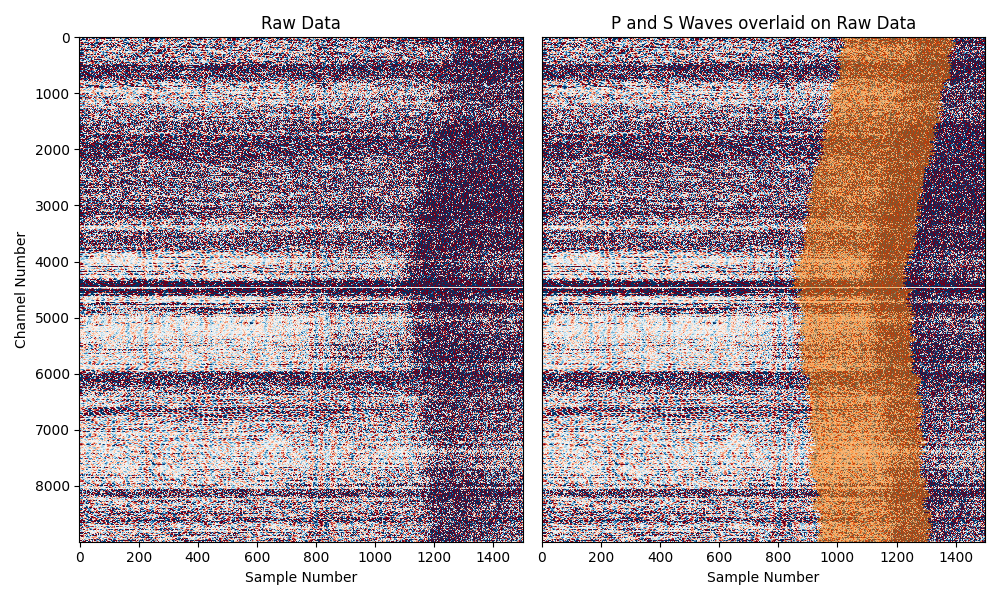 Raw Data
P and S Waves overlaid on Raw Data
Channel Number
0
1000
2000
3000
4000
5000
6000
7000
8000
0 200 400 600 800 1000 1200 1400
0 200 400 600 800 1000 1200 1400
Sample Number
Sample Number